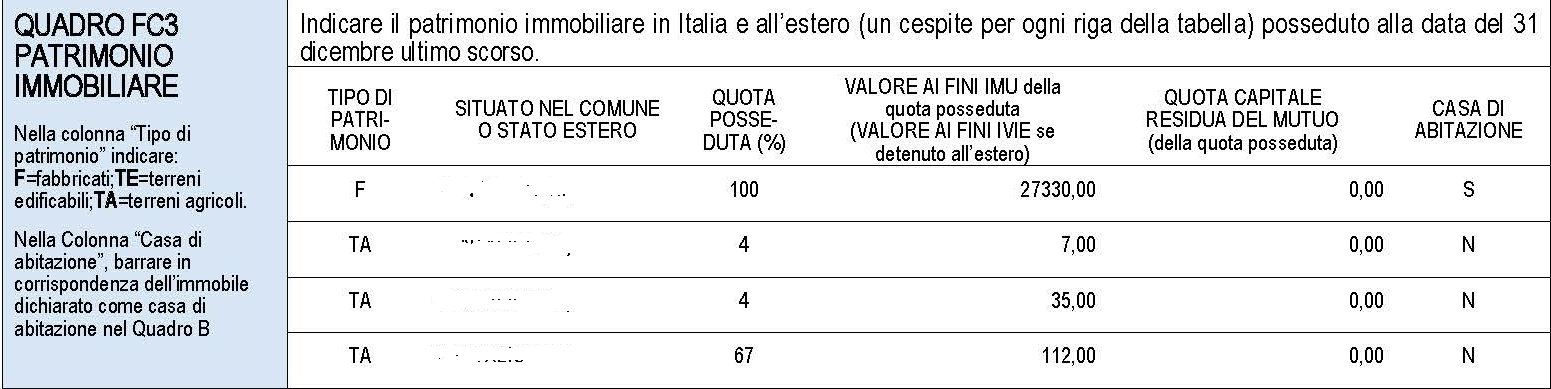 QUADRO FC3
PATRIMONIO
IMMOBILIARE
Nella colonna “Tipo di
patrimonio” indicare:
F=fabbricati;TE=terreni
edificabili;TA=terreni agricoli.
Nella Colonna “Casa di
abitazione”, barrare in
corrispondenza dell’immobile
dichiarato come casa di
abitazione nel Quadro B
Indicare il patrimonio immobiliare in Italia e all’estero (un cespite per ogni riga della tabella) posseduto alla data del 31
dicembre ultimo scorso.
TIPO DI
PATRI-
MONIO
SITUATO NEL COMUNE
O STATO ESTERO
QUOTA
POSSE-
DUTA (%)
VALORE AI FINI IMU della
quota posseduta
(VALORE AI FINI IVIE se
detenuto all’estero)
QUOTA CAPITALE
RESIDUA DEL MUTUO
(della quota posseduta)
CASA DI
ABITAZIONE
F 100 27330,00 0,00 S
TA 4 7,00 0,00 N
TA 4 35,00 0,00 N
TA 67 112,00 0,00 N